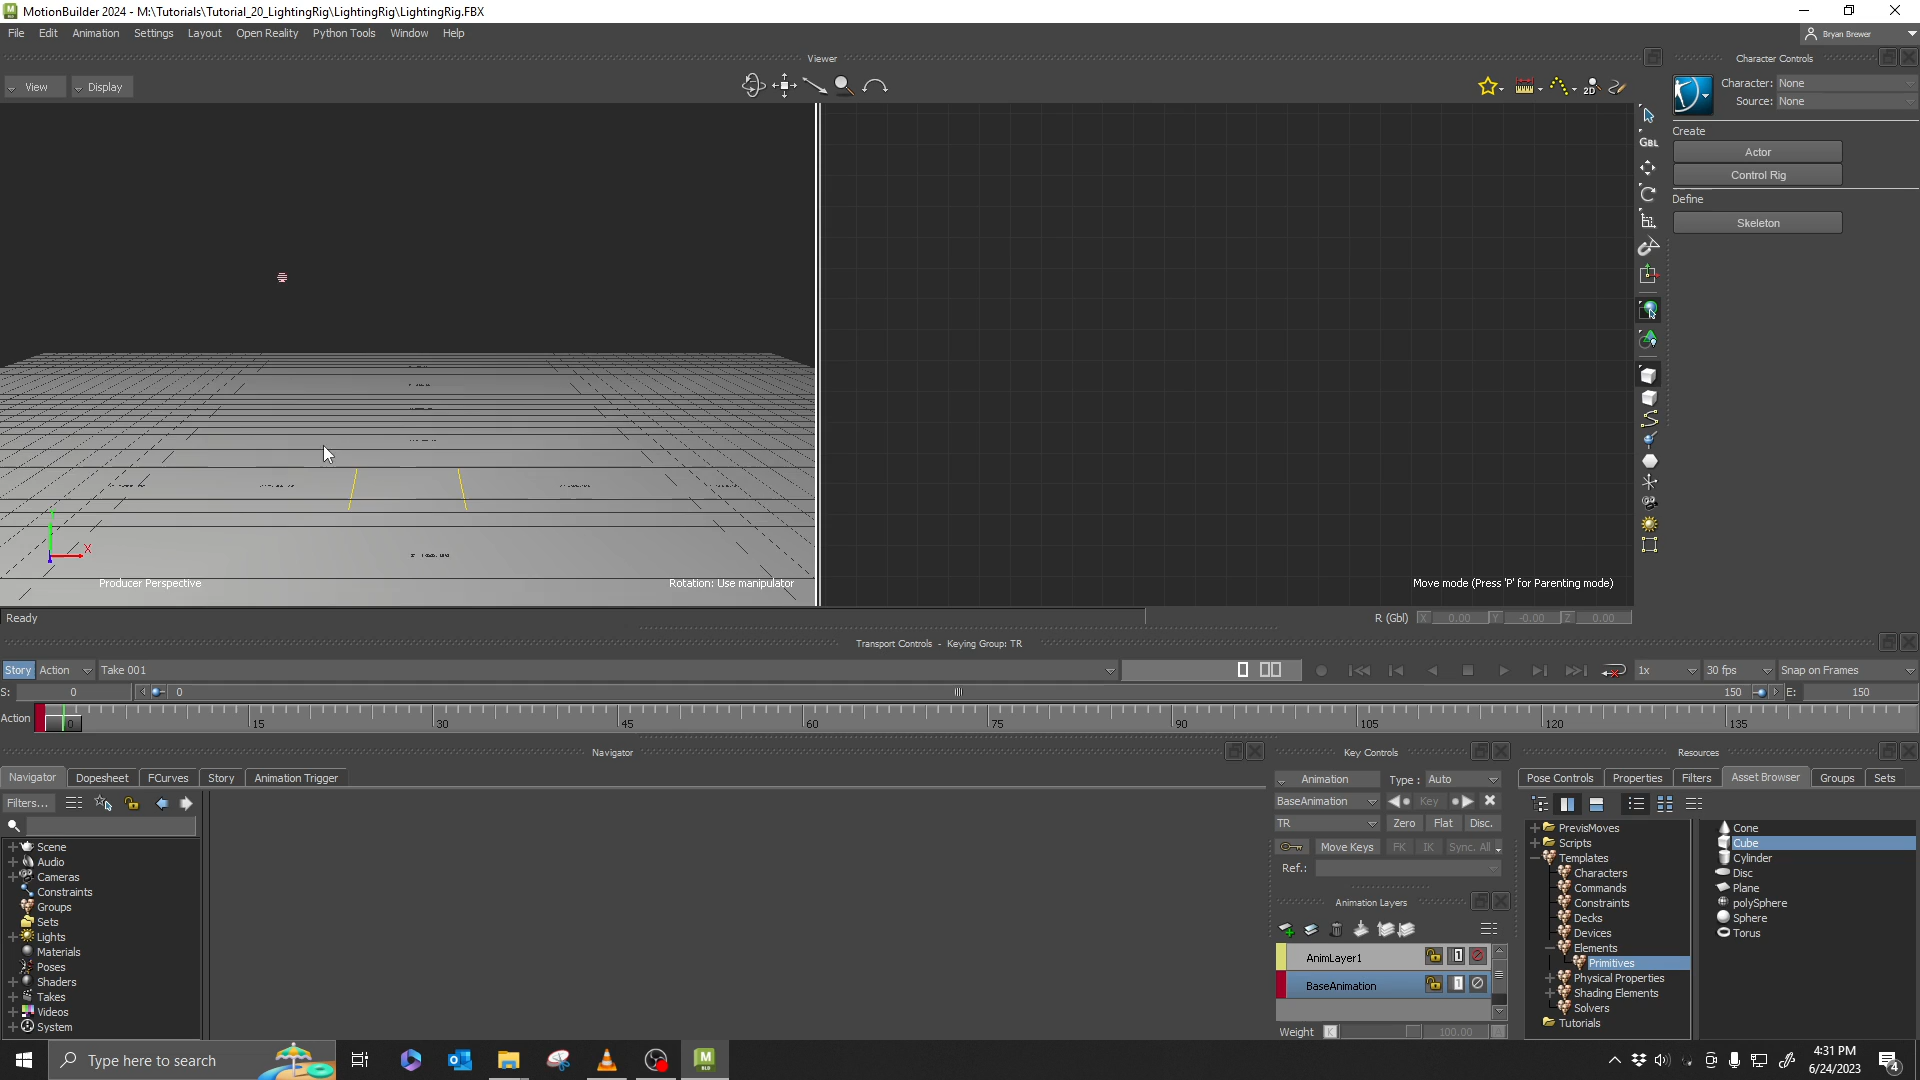 MotionBuilder 2024 - M:\Tutorials\Tutorial_20_LightingRig\LightingRig\LightingRig.FBX
File Edit Animation Settings Layout Open Reality Python Tools Window Help
Bryan Brewer
Viewer
Character Controls
View Display
2D
Character: None
Source: None
Create
Actor
Control Rig
Define
Skeleton
GBL
X
Producer Perspective
Rotation: Use manipulator
Move mode (Press 'P' for Parenting mode)
Ready
R (Gbl) X 0.00 Y -0.00 Z 0.00
Transport Controls - Keying Group: TR
Story Action Take 001
1x 30 fps Snap on Frames
S: 0 0 150 E: 150
Action 0 15 30 45 60 75 90 105 120 135
Navigator
Key Controls
Resources
Navigator Dopesheet FCurves Story Animation Trigger
Filters...
Scene
Audio
Cameras
Constraints
Groups
Sets
Lights
Materials
Poses
Shaders
Takes
Videos
System
Animation Type : Auto
BaseAnimation Key
TR Zero Flat Disc.
Move Keys FK IK Sync. All
Ref.:
Animation Layers
AnimLayer1
BaseAnimation
Weight K 100.00 A
Pose Controls Properties Filters Asset Browser Groups Sets
PrevisMoves
Scripts
Templates
Characters
Commands
Constraints
Decks
Devices
Elements
Primitives
Physical Properties
Shading Elements
Solvers
Tutorials
Cone
Cube
Cylinder
Disc
Plane
polySphere
Sphere
Torus
Type here to search
4:31 PM
6/24/2023
4